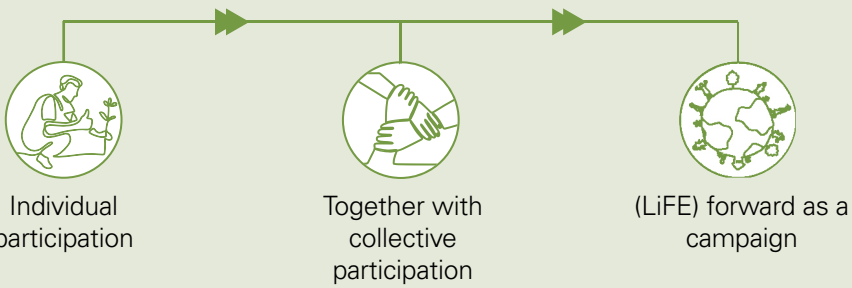 Individual
participation
Together with
collective
participation
(LiFE) forward as a
campaign